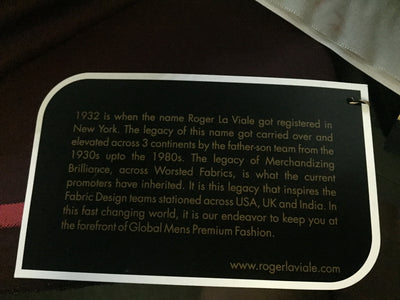 1932 is when the name Roger La Viale got registered in
New York. The legacy of this name got carried over and
elevated across 3 continents by the father-son team from the
1930s upto the 1980s. The legacy of Merchandizing
Brilliance, across Worsted Fabrics, is what the current
promoters have inherited. It is this legacy that inspires the
Fabric Design teams stationed across USA, UK and India. In
this fast changing world, it is our endeavor to keep you at
the forefront of Global Mens Premium Fashion.
www.rogerlaviale.com